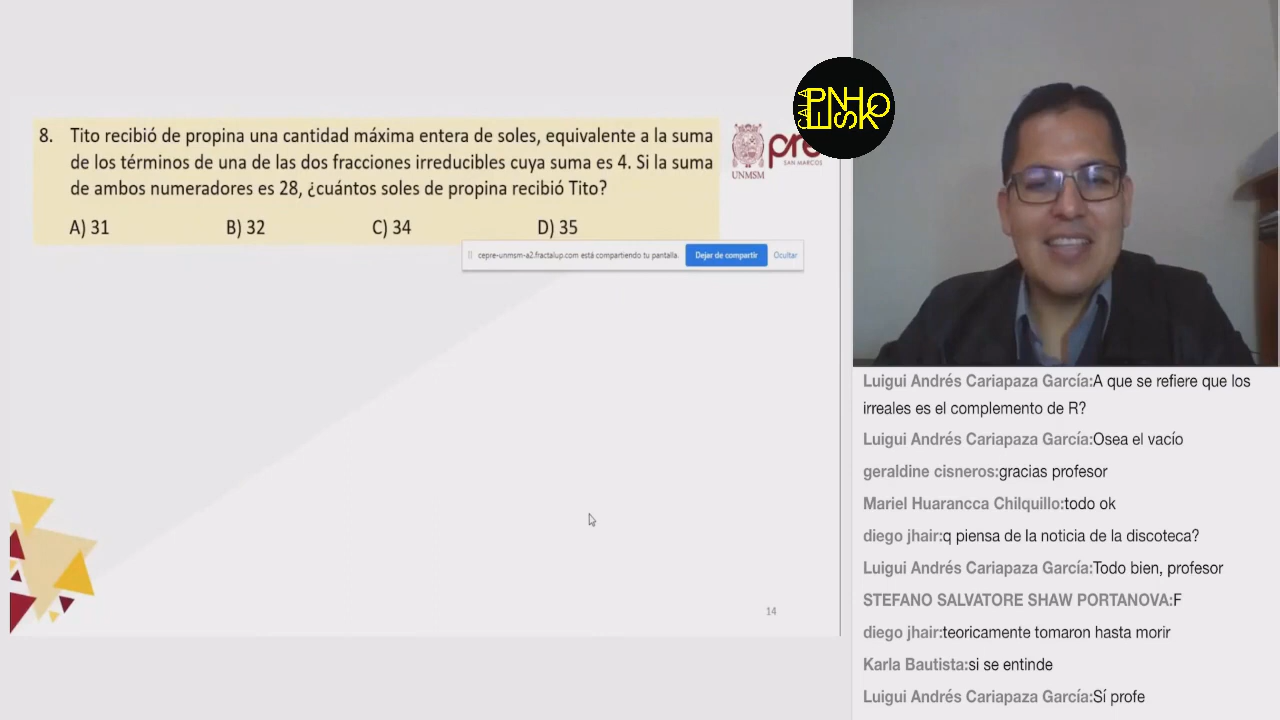 8. Tito recibió de propina una cantidad máxima entera de soles, equivalente a la suma
de los términos de una de las dos fracciones irreducibles cuya suma es 4. Si la suma
de ambos numeradores es 28, ¿cuántos soles de propina recibió Tito?
A) 31 B) 32 C) 34 D) 35
UNMSM
pre
SAN MARCOS
CALA
PNHO
ESK
cepre-unmsm-a2.fractalup.com está compartiendo tu pantalla. Dejar de compartir Ocultar
14
Luigui Andrés Cariapaza García:A que se refiere que los
irreales es el complemento de R?
Luigui Andrés Cariapaza García:Osea el vacío
geraldine cisneros:gracias profesor
Mariel Huarancca Chilquillo:todo ok
diego jhair:q piensa de la noticia de la discoteca?
Luigui Andrés Cariapaza García:Todo bien, profesor
STEFANO SALVATORE SHAW PORTANOVA:F
diego jhair:teoricamente tomaron hasta morir
Karla Bautista:si se entinde
Luigui Andrés Cariapaza García:Sí profe